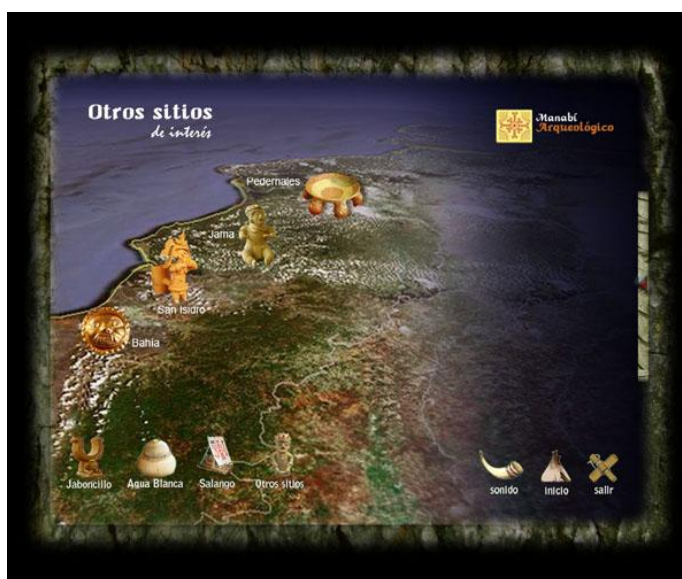 Otros sitios
de interés
Manabí
Arqueológico
Pedernales
Jama
San Isidro
Bahía
Jaboncillo
Agua Blanca
Salango
Otros sitios
sonido
inicio
salir